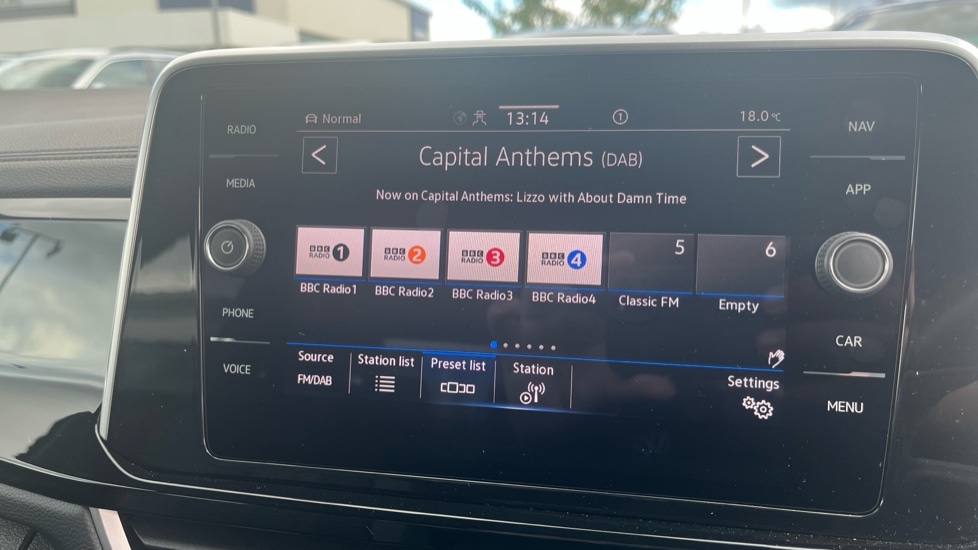 RADIO
MEDIA
PHONE
VOICE
Normal
13:14
1
18.0°C
NAV
APP
CAR
MENU
< Capital Anthems (DAB) >
Now on Capital Anthems: Lizzo with About Damn Time
BBC RADIO 1
BBC RADIO 2
BBC RADIO 3
BBC RADIO 4
5
6
BBC Radio1
BBC Radio2
BBC Radio3
BBC Radio4
Classic FM
Empty
Source
FM/DAB
Station list
Preset list
Station
Settings